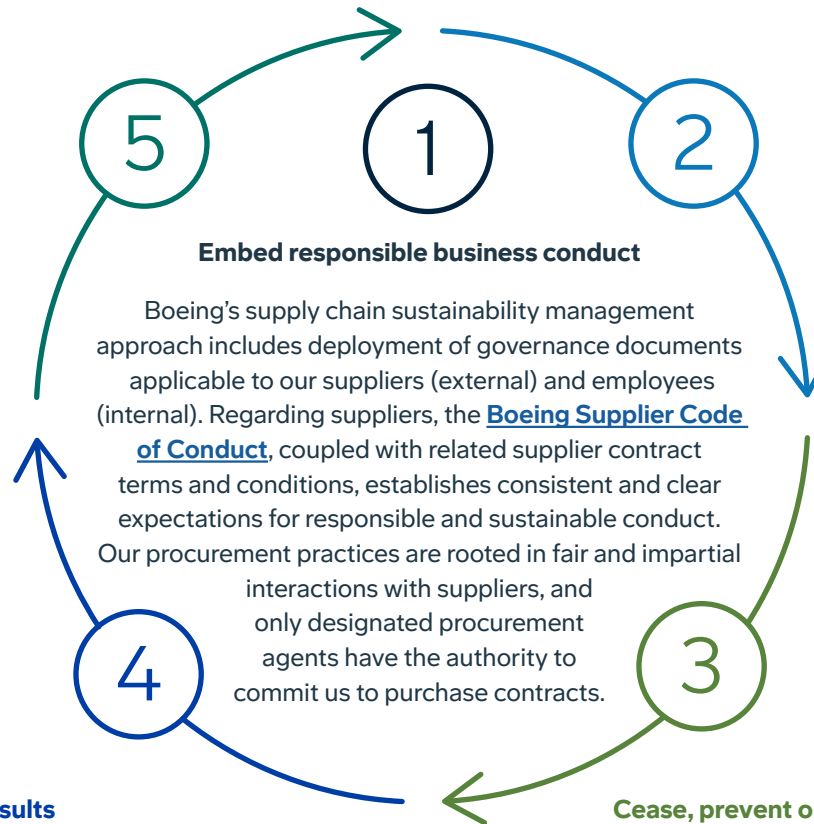 5
1
2
Embed responsible business conduct
Boeing’s supply chain sustainability management
approach includes deployment of governance documents
applicable to our suppliers (external) and employees
(internal). Regarding suppliers, the Boeing Supplier Code
of Conduct, coupled with related supplier contract
terms and conditions, establishes consistent and clear
expectations for responsible and sustainable conduct.
Our procurement practices are rooted in fair and impartial
interactions with suppliers, and
only designated procurement
agents have the authority to
commit us to purchase contracts.
4
3
Cease, prevent